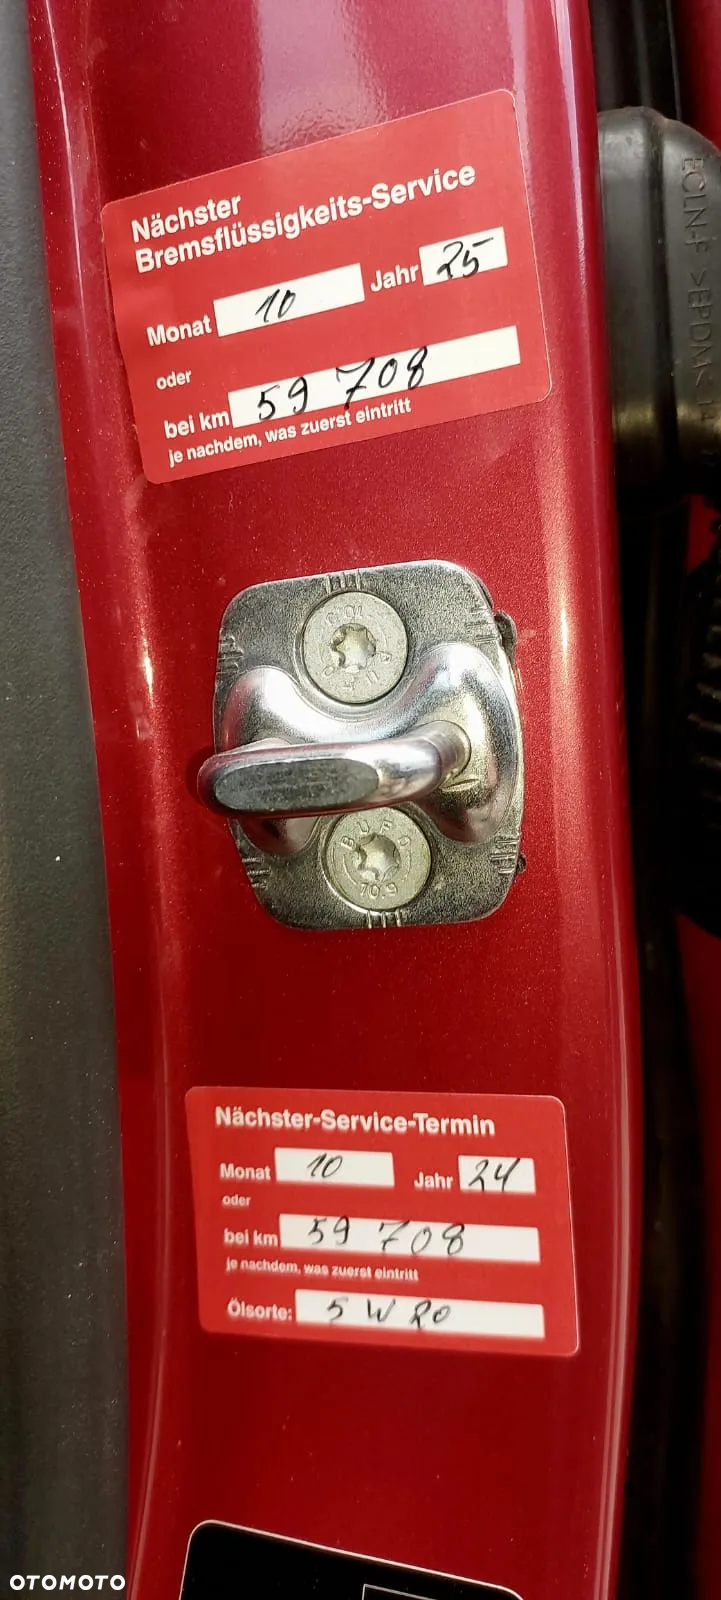 Nächster
Bremsflüssigkeits-Service
Monat 10 Jahr 25
oder
bei km 59 708
je nachdem, was zuerst eintritt
BUFO
10.9
Nächster-Service-Termin
Monat 10 Jahr 24
oder
bei km 59 708
je nachdem, was zuerst eintritt
Ölsorte: 5 W 20
>EPDM<
OTOMOTO